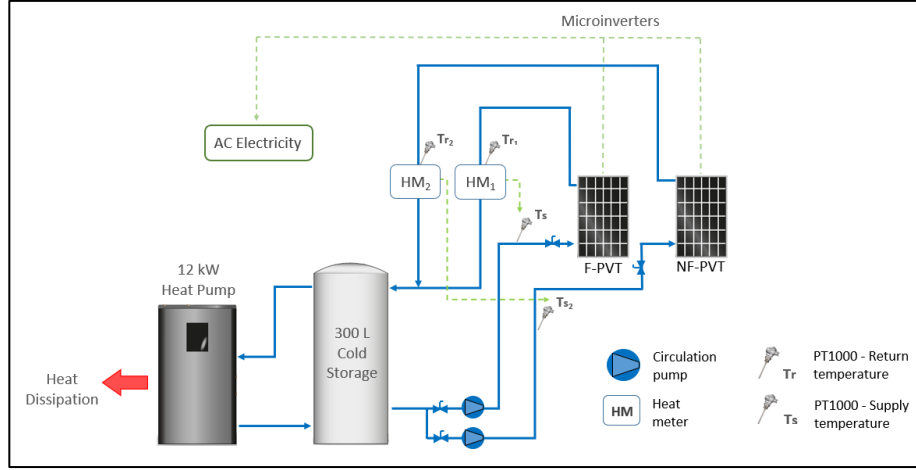 Microinverters
AC Electricity
Tr₂
Tr₁
HM₂
HM₁
Ts
F-PVT
NF-PVT
12 kW
Heat Pump
Ts₂
300 L
Cold
Storage
Heat
Dissipation
Circulation
pump
PT1000 - Return
temperature
Tr
HM
Heat
meter
PT1000 - Supply
temperature
Ts